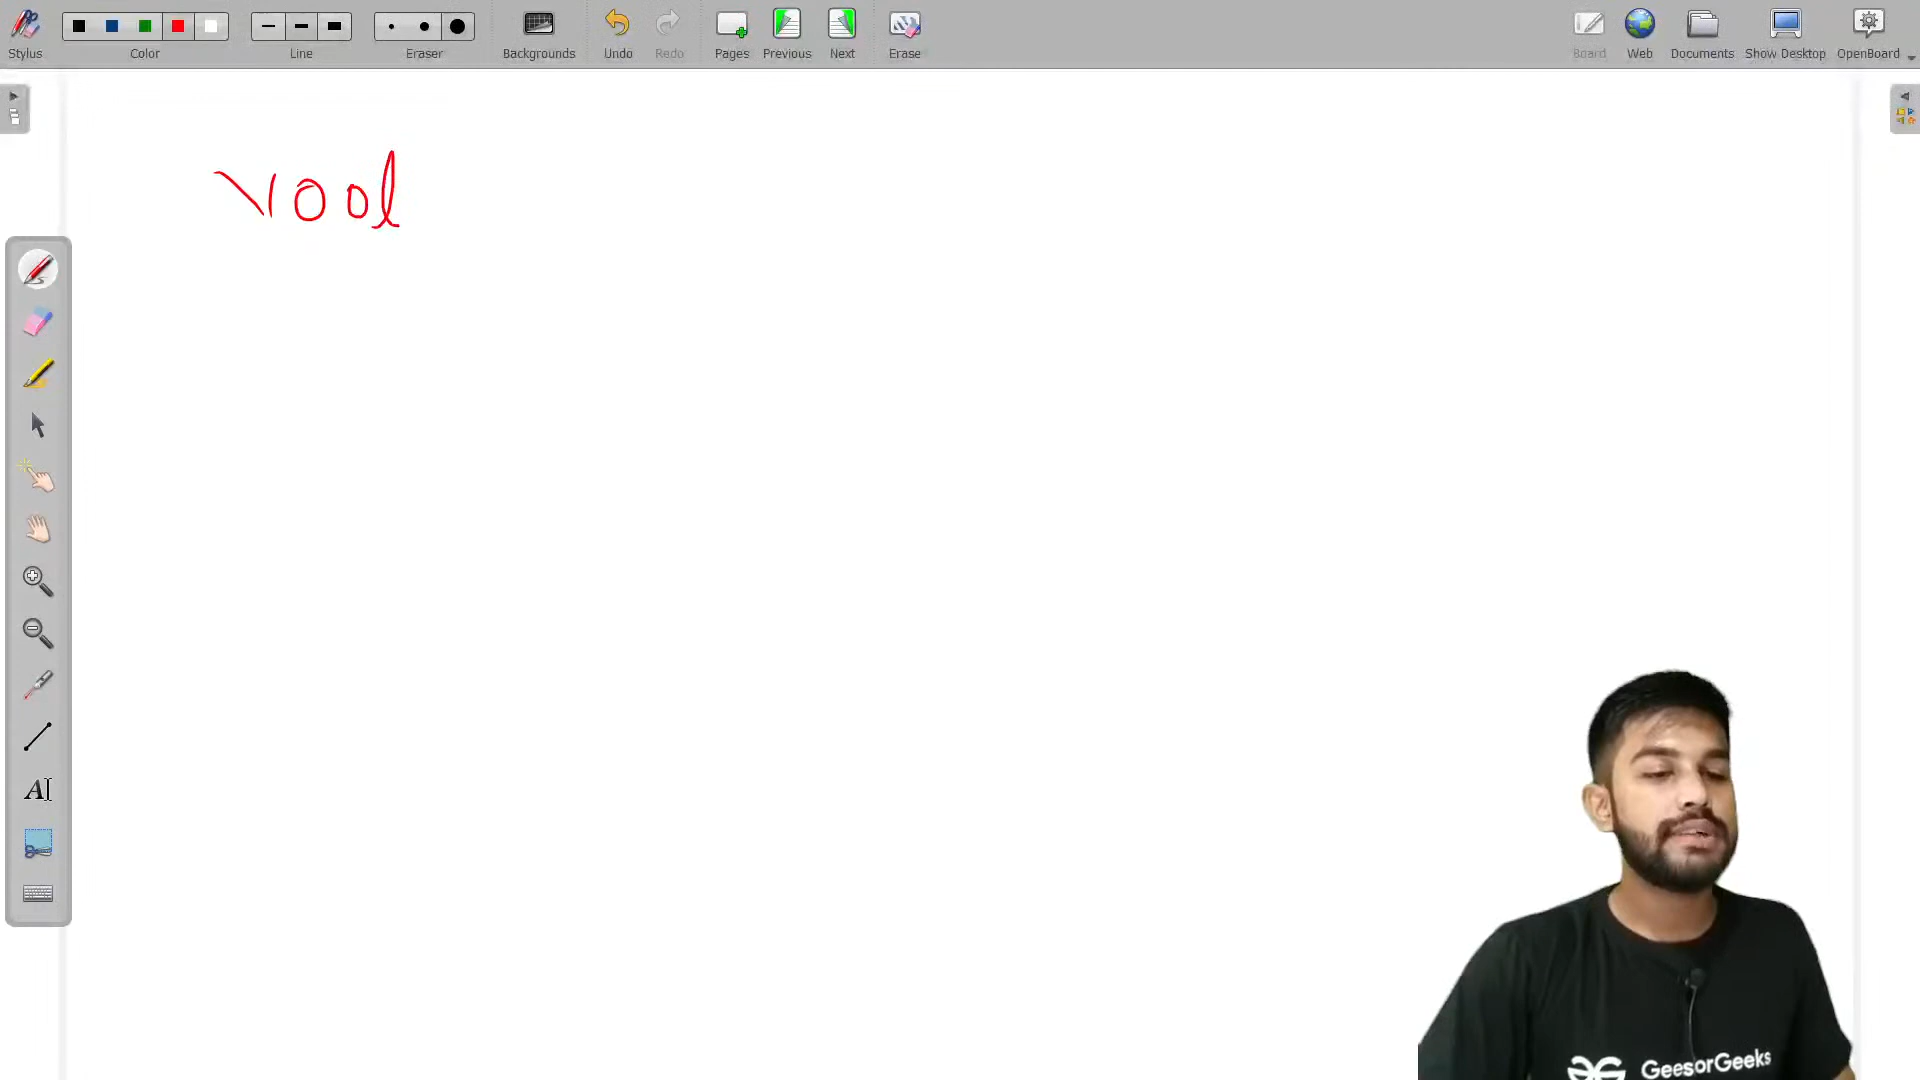 Stylus
Color
Line
Eraser
Backgrounds
Undo
Redo
Pages
Previous
Next
Erase
Board
Web
Documents
Show Desktop
OpenBoard
Vool
A
GeesorGeeks